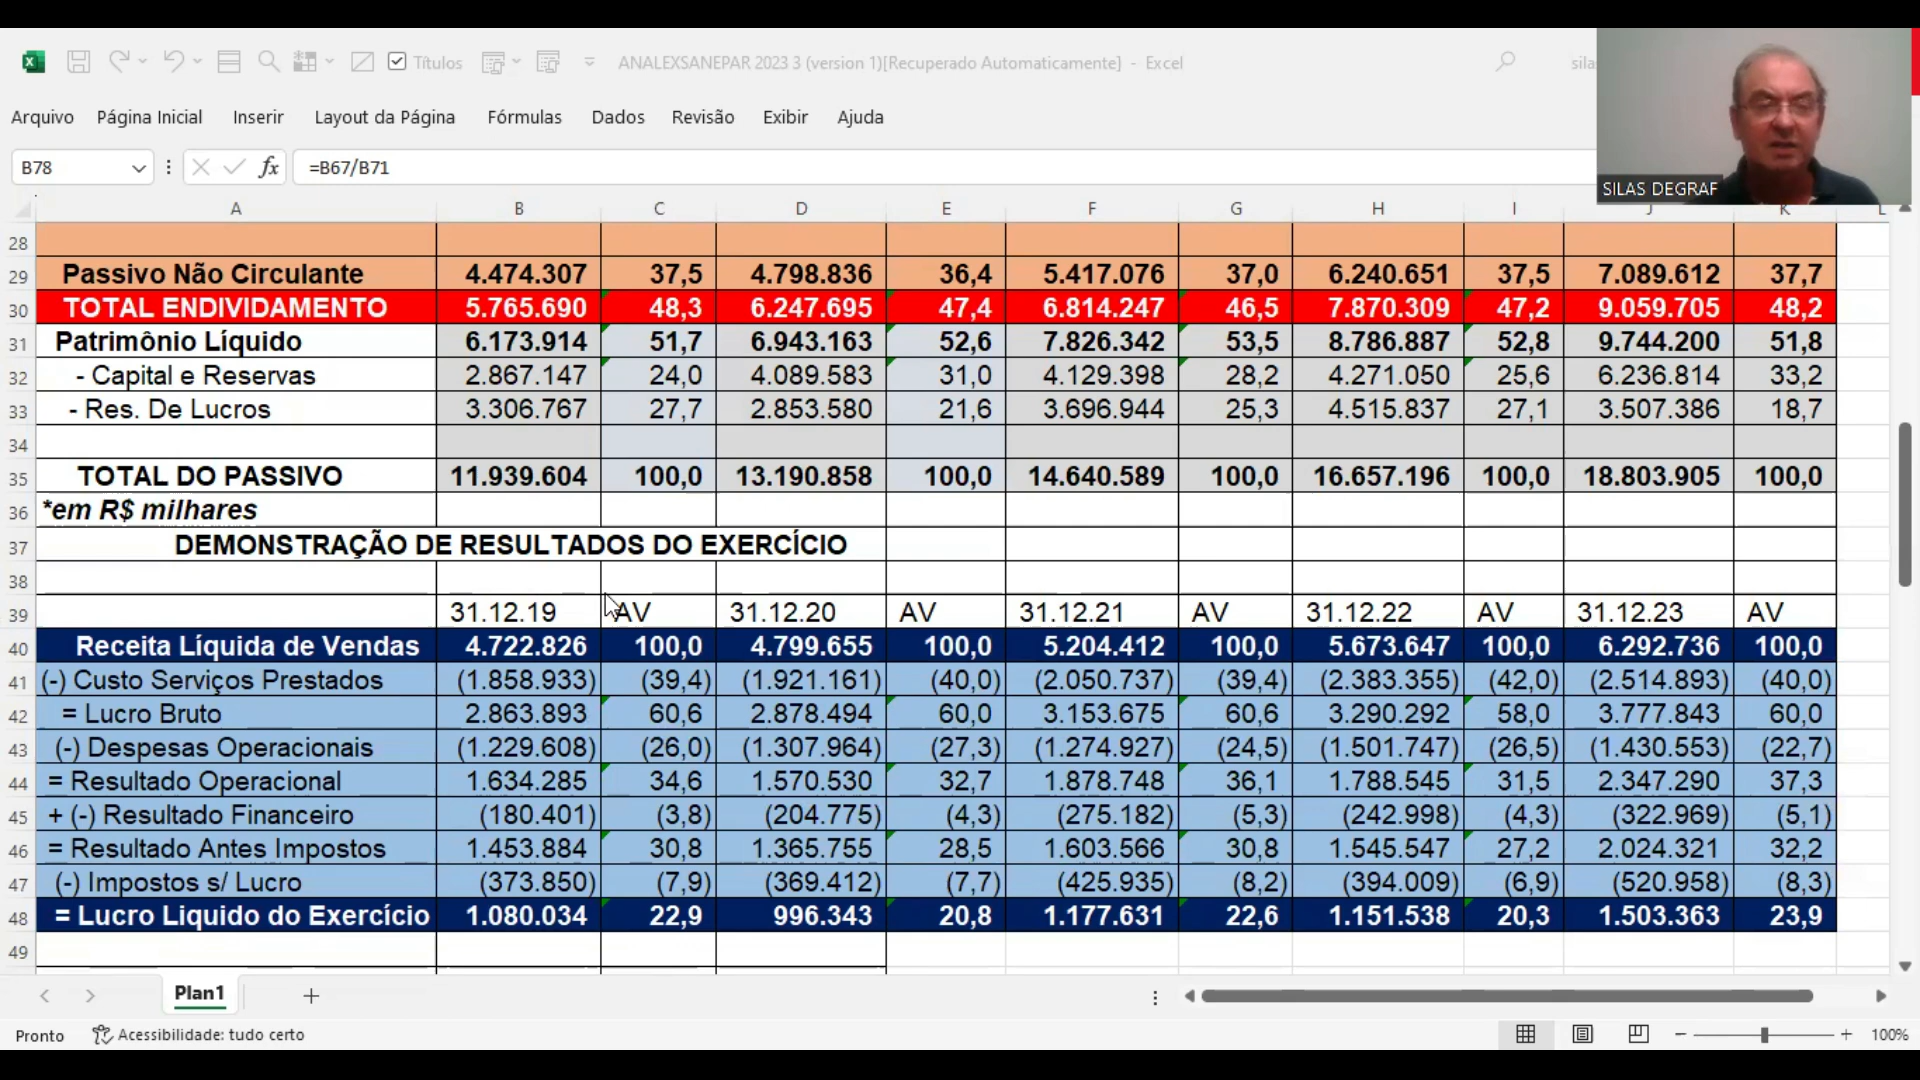 Títulos
ANALEXSANEPAR 2023 3 (version 1)[Recuperado Automaticamente] - Excel
silas
Arquivo Página Inicial Inserir Layout da Página Fórmulas Dados Revisão Exibir Ajuda
B78 fx =B67/B71
SILAS DEGRAF
A B C D E F G H I J K L
28
29 Passivo Não Circulante 4.474.307 37,5 4.798.836 36,4 5.417.076 37,0 6.240.651 37,5 7.089.612 37,7
30 TOTAL ENDIVIDAMENTO 5.765.690 48,3 6.247.695 47,4 6.814.247 46,5 7.870.309 47,2 9.059.705 48,2
31 Patrimônio Líquido 6.173.914 51,7 6.943.163 52,6 7.826.342 53,5 8.786.887 52,8 9.744.200 51,8
32 - Capital e Reservas 2.867.147 24,0 4.089.583 31,0 4.129.398 28,2 4.271.050 25,6 6.236.814 33,2
33 - Res. De Lucros 3.306.767 27,7 2.853.580 21,6 3.696.944 25,3 4.515.837 27,1 3.507.386 18,7
34
35 TOTAL DO PASSIVO 11.939.604 100,0 13.190.858 100,0 14.640.589 100,0 16.657.196 100,0 18.803.905 100,0
36 *em R$ milhares
37 DEMONSTRAÇÃO DE RESULTADOS DO EXERCÍCIO
38
39 31.12.19 AV 31.12.20 AV 31.12.21 AV 31.12.22 AV 31.12.23 AV
40 Receita Líquida de Vendas 4.722.826 100,0 4.799.655 100,0 5.204.412 100,0 5.673.647 100,0 6.292.736 100,0
41 (-) Custo Serviços Prestados (1.858.933) (39,4) (1.921.161) (40,0) (2.050.737) (39,4) (2.383.355) (42,0) (2.514.893) (40,0)
42 = Lucro Bruto 2.863.893 60,6 2.878.494 60,0 3.153.675 60,6 3.290.292 58,0 3.777.843 60,0
43 (-) Despesas Operacionais (1.229.608) (26,0) (1.307.964) (27,3) (1.274.927) (24,5) (1.501.747) (26,5) (1.430.553) (22,7)
44 = Resultado Operacional 1.634.285 34,6 1.570.530 32,7 1.878.748 36,1 1.788.545 31,5 2.347.290 37,3
45 + (-) Resultado Financeiro (180.401) (3,8) (204.775) (4,3) (275.182) (5,3) (242.998) (4,3) (322.969) (5,1)
46 = Resultado Antes Impostos 1.453.884 30,8 1.365.755 28,5 1.603.566 30,8 1.545.547 27,2 2.024.321 32,2
47 (-) Impostos s/ Lucro (373.850) (7,9) (369.412) (7,7) (425.935) (8,2) (394.009) (6,9) (520.958) (8,3)
48 = Lucro Liquido do Exercício 1.080.034 22,9 996.343 20,8 1.177.631 22,6 1.151.538 20,3 1.503.363 23,9
49
Plan1
Pronto Acessibilidade: tudo certo 100%